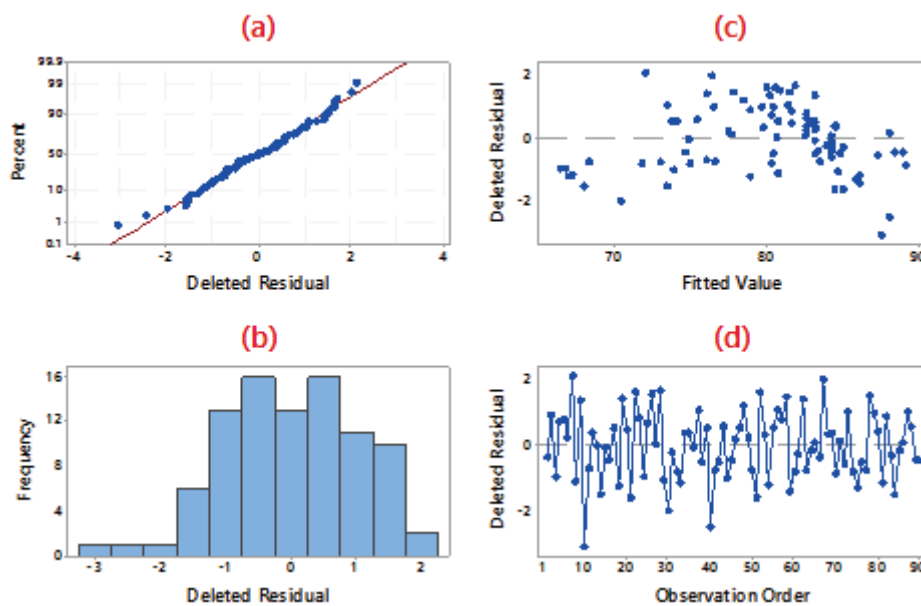 (a)
99.9
99
90
50
10
1
0.1
Percent
-4 -2 0 2 4
Deleted Residual
(c)
2
0
-2
Deleted Residual
70 80 90
Fitted Value
(b)
16
12
8
4
0
Frequency
-3 -2 -1 0 1 2
Deleted Residual
(d)
2
0
-2
Deleted Residual
1 10 20 30 40 50 60 70 80 90
Observation Order